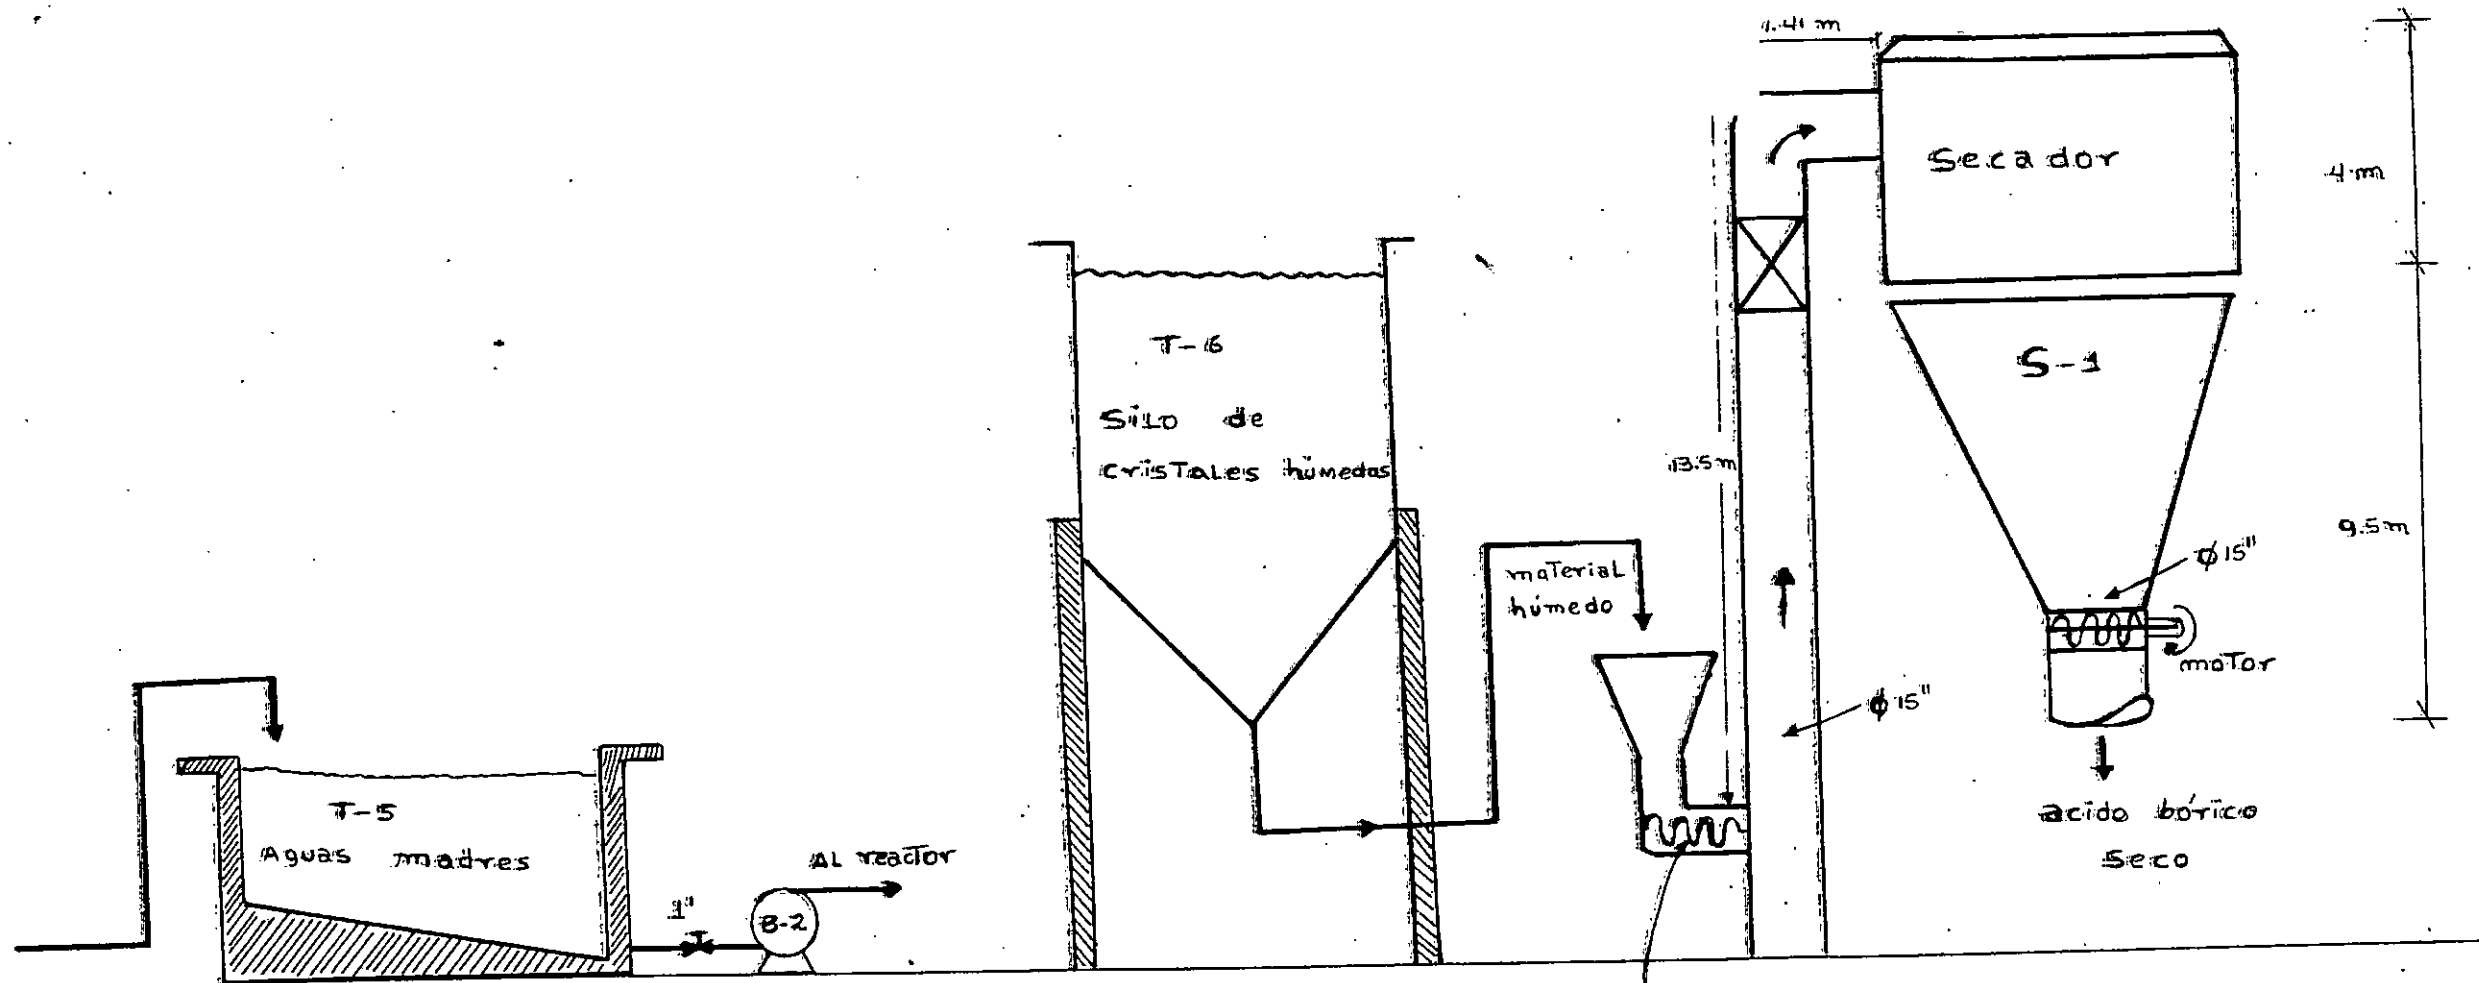 1.41 m
Secador
4 m
T-6
Silo de
cristales húmedos
S-1
13.5 m
9.5 m
φ 15"
material
húmedo
motor
φ 15"
T-5
Aguas madres
Al reactor
1"
B-2
acido bórico
seco